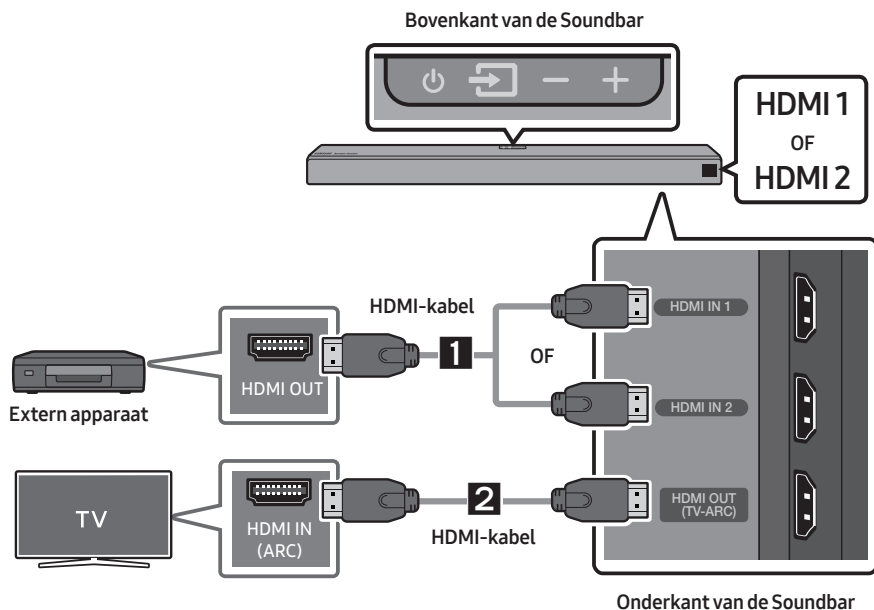 Bovenkant van de Soundbar
HDMI 1
OF
HDMI 2
HDMI-kabel
1
OF
HDMI IN 1
HDMI OUT
HDMI IN 2
Extern apparaat
TV
HDMI IN
(ARC)
2
HDMI-kabel
HDMI OUT
(TV-ARC)
Onderkant van de Soundbar